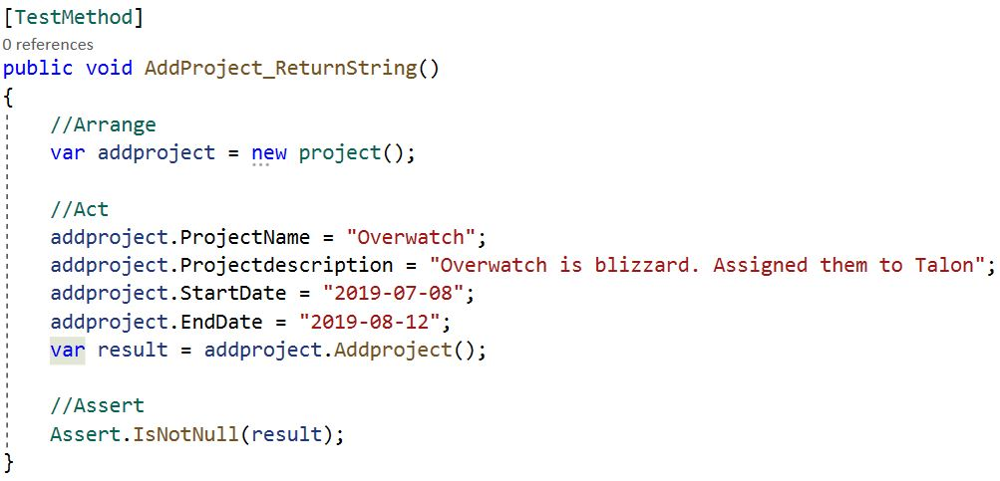 [TestMethod]
0 references
public void AddProject_ReturnString()
{
//Arrange
var addproject = new project();
//Act
addproject.ProjectName = "Overwatch";
addproject.Projectdescription = "Overwatch is blizzard. Assigned them to Talon";
addproject.StartDate = "2019-07-08";
addproject.EndDate = "2019-08-12";
var result = addproject.Addproject();
//Assert
Assert.IsNotNull(result);
}